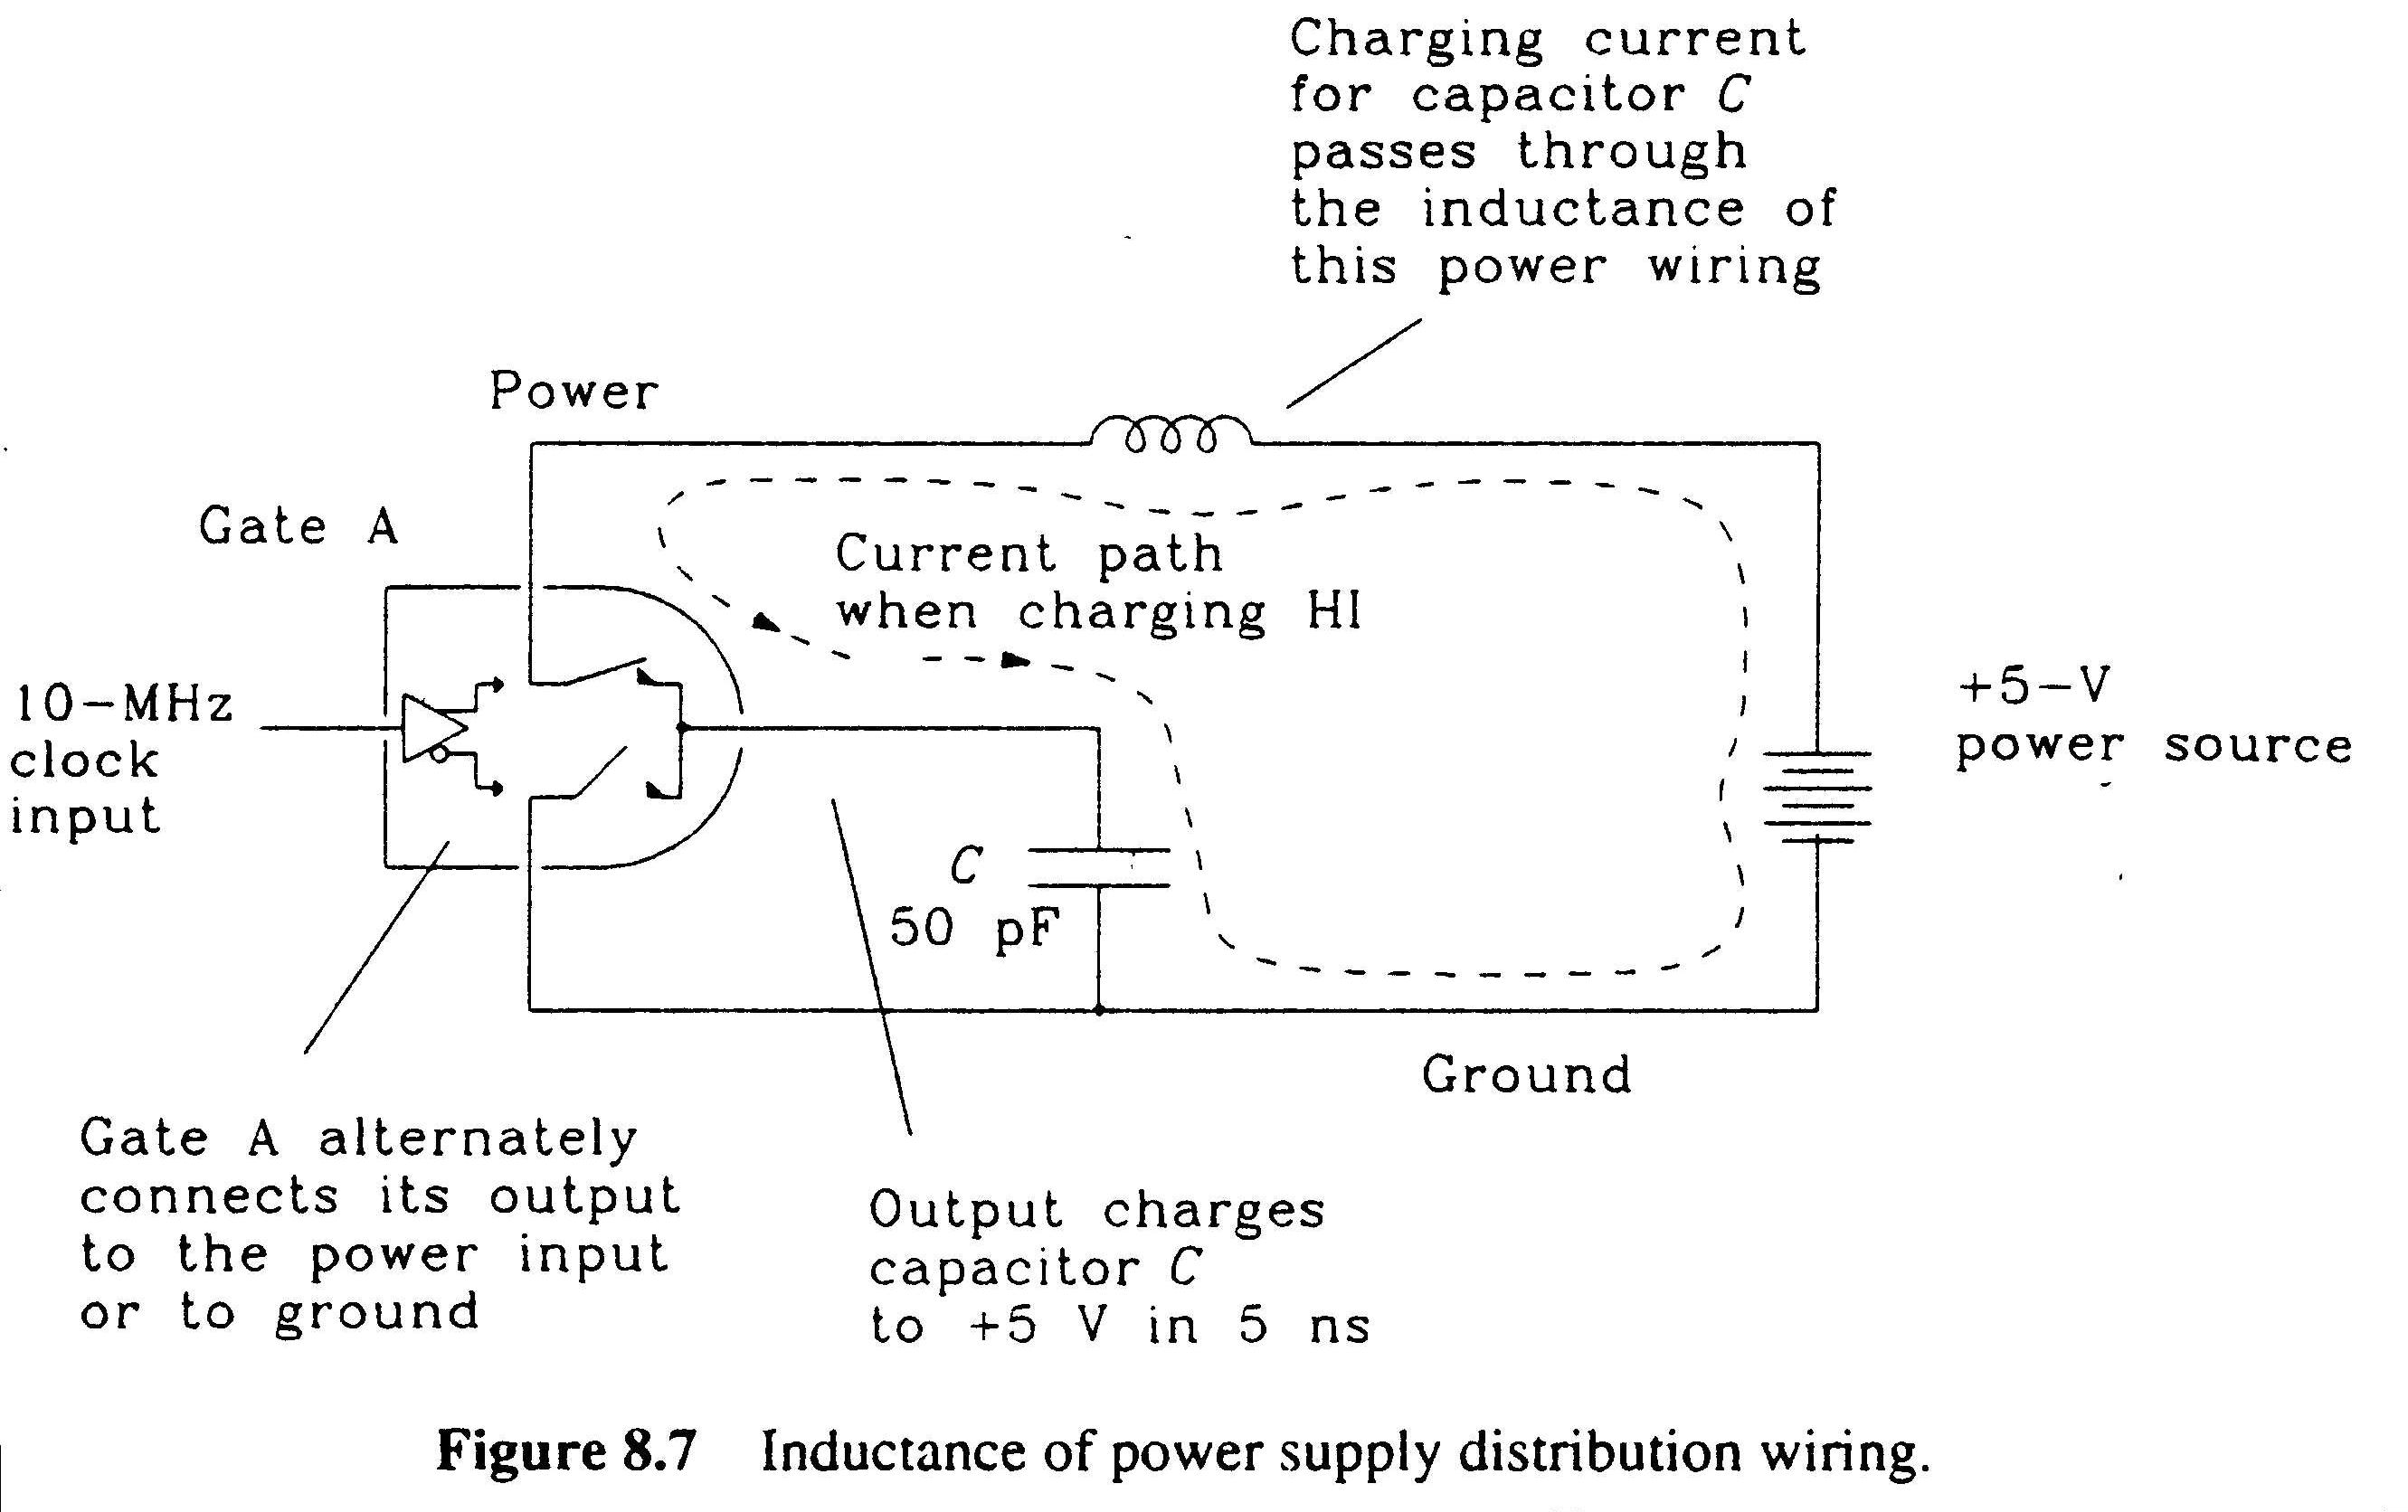 Charging current
for capacitor C
passes through
the inductance of
this power wiring
Power
Gate A
Current path
when charging HI
10-MHz
clock
input
+5-V
power source
C
50 pF
Ground
Gate A alternately
connects its output
to the power input
or to ground
Output charges
capacitor C
to +5 V in 5 ns
Figure 8.7 Inductance of power supply distribution wiring.